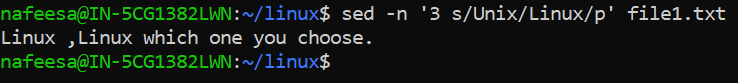 nafeesa@IN-5CG1382LWN:~/linux$ sed -n '3 s/Unix/Linux/p' file1.txt
Linux ,Linux which one you choose.
nafeesa@IN-5CG1382LWN:~/linux$